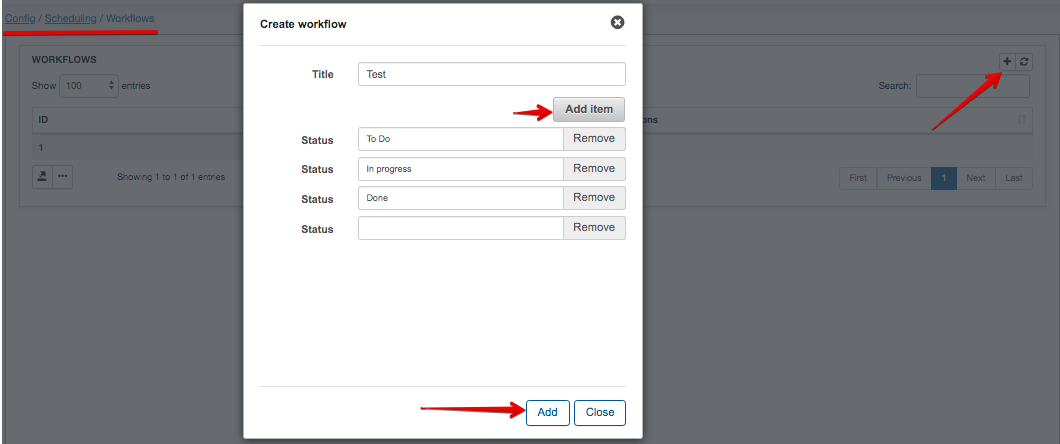 Config / Scheduling / Workflows
Create workflow
WORKFLOWS
Show 100 entries
Search:
Title Test
Add item
ID
ons
Status To Do Remove
1
Status In progress Remove
Showing 1 to 1 of 1 entries
First Previous 1 Next Last
Status Done Remove
Status Remove
Add Close